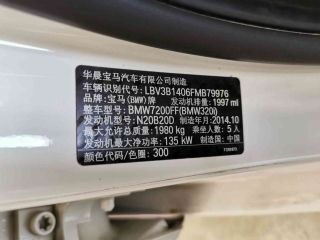 华晨宝马汽车有限公司制造
车辆识别代号: LBV3B1406FMB79976
品牌: 宝马(BMW)牌 发动机排量: 1997 ml
整车型号: BMW7200FF(BMW320i)
发动机型号: N20B20D 制造年月: 2014.10
最大允许总质量: 1980 kg 乘坐人数: 5 人
发动机最大净功率: 135 kW 制造国: 中国
颜色代码/色圈: 300